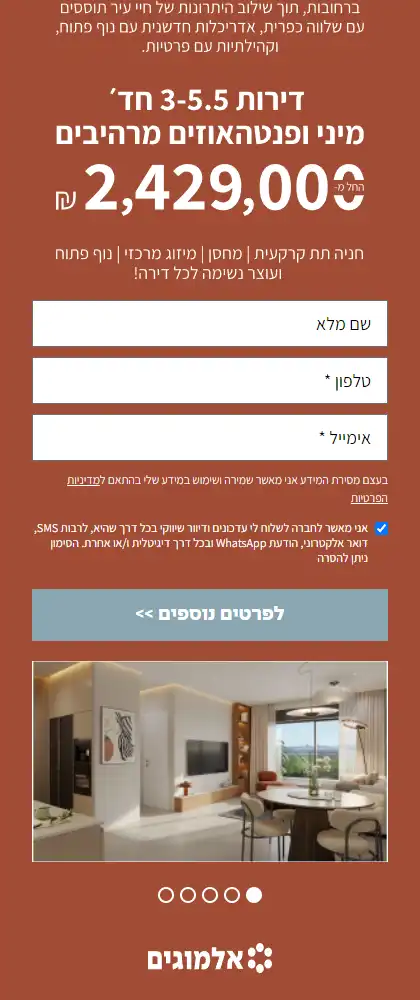 ברחובות, תוך שילוב היתרונות של חיי עיר תוססים
עם שלווה כפרית, אדריכלות חדשנית עם נוף פתוח,
וקהילתיות עם פרטיות.
דירות 3-5.5 חד׳
מיני ופנטהאוזים מרהיבים
החל מ- 2,429,000 ₪
חניה תת קרקעית | מחסן | מיזוג מרכזי | נוף פתוח
ועוצר נשימה לכל דירה!
שם מלא
טלפון *
אימייל *
בעצם מסירת המידע אני מאשר שמירה ושימוש במידע שלי בהתאם למדיניות
הפרטיות
אני מאשר לחברה לשלוח לי עדכונים ודיוור שיווקי בכל דרך שהיא, לרבות SMS,
דואר אלקטרוני, הודעת WhatsApp ובכל דרך דיגיטלית ו/או אחרת. הסימון
ניתן להסרה
לפרטים נוספים >>
אלמוגים